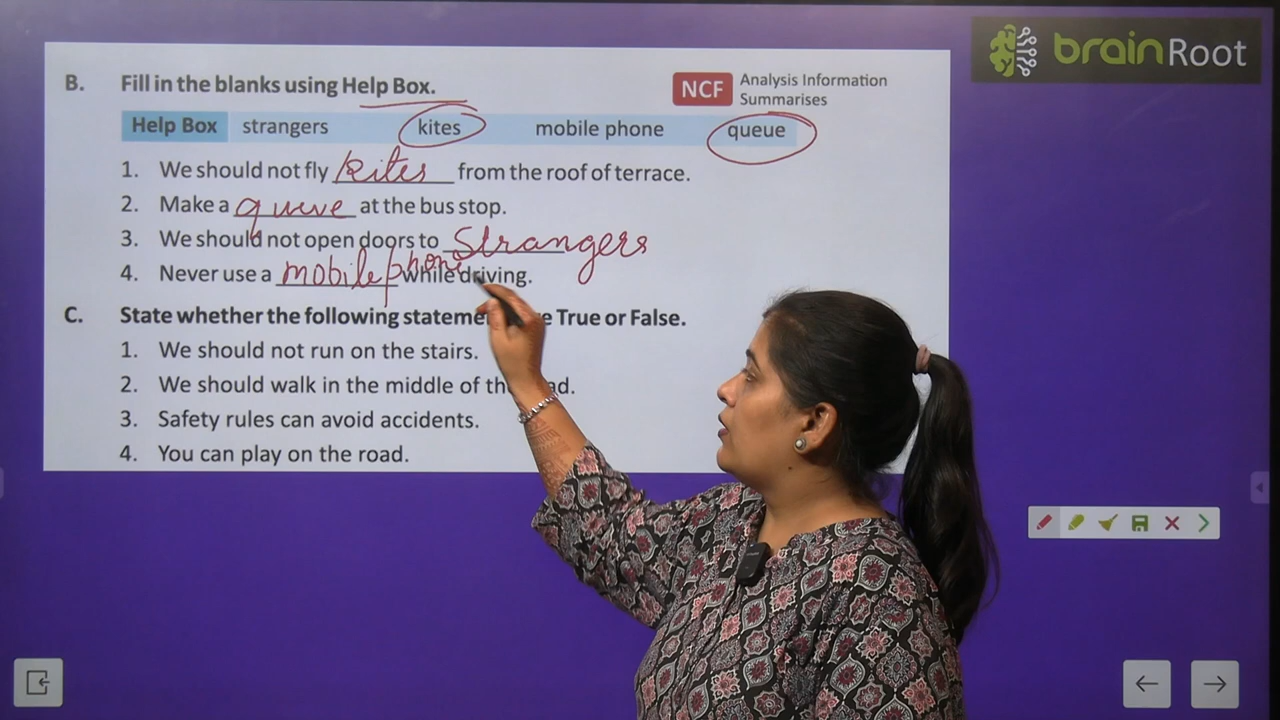 brainRoot
B. Fill in the blanks using Help Box.
NCF Analysis Information
Summarises
Help Box strangers kites mobile phone queue
1. We should not fly kites from the roof of terrace.
2. Make a queue at the bus stop.
3. We should not open doors to Strangers
4. Never use a mobile phone while driving.
C. State whether the following stateme e True or False.
1. We should not run on the stairs.
2. We should walk in the middle of th ad.
3. Safety rules can avoid accidents.
4. You can play on the road.